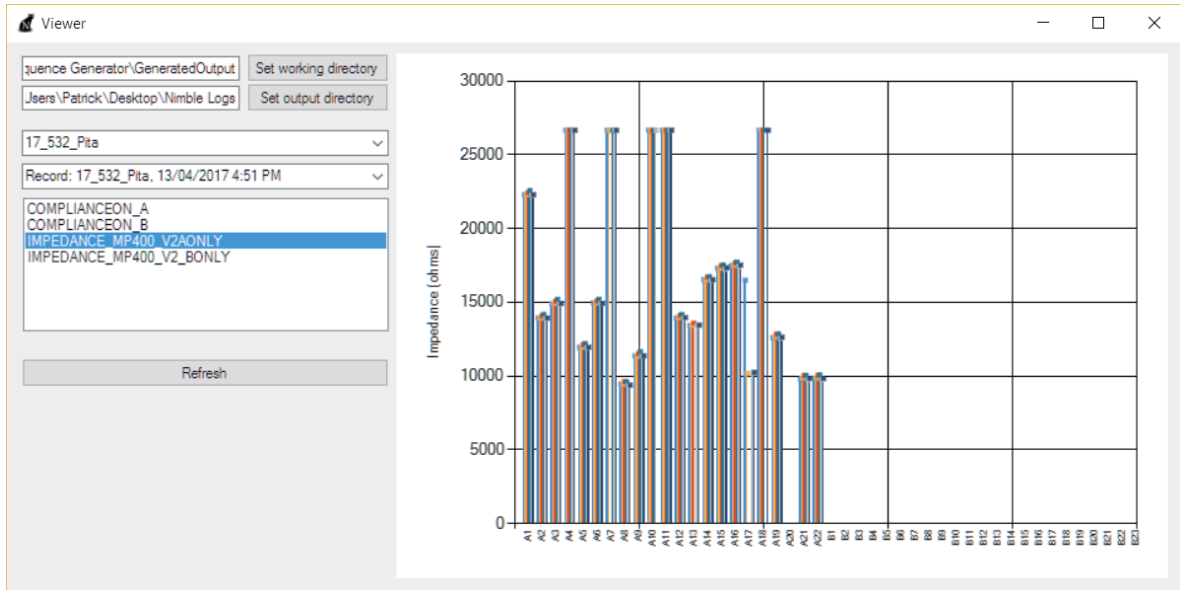 Viewer
quence Generator\GeneratedOutput
Set working directory
Jsers\Patrick\Desktop\Nimble Logs
Set output directory
17_532_Pita
Record: 17_532_Pita, 13/04/2017 4:51 PM
COMPLIANCEON_A
COMPLIANCEON_B
IMPEDANCE_MP400_V2AONLY
IMPEDANCE_MP400_V2_BONLY
Refresh
Impedance (ohms)
30000
25000
20000
15000
10000
5000
0
A1 A2 A3 A4 A5 A6 A7 A8 A9 A10 A11 A12 A13 A14 A15 A16 A17 A18 A19 A20 A21 A22 B1 B2 B3 B4 B5 B6 B7 B8 B9 B10 B11 B12 B13 B14 B15 B16 B17 B18 B19 B20 B21 B22 B23